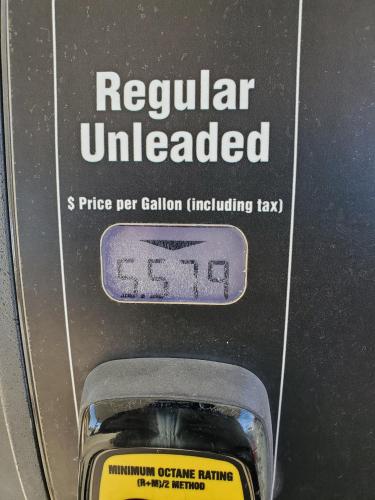 Regular
Unleaded
$ Price per Gallon (including tax)
5.579
MINIMUM OCTANE RATING
(R+M)/2 METHOD